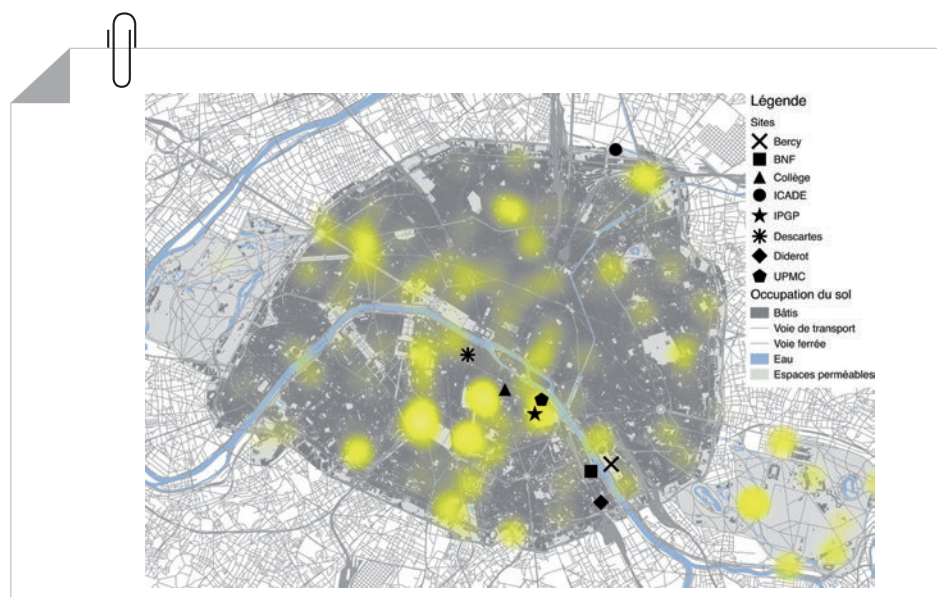 Légende
Sites
Bercy
BNF
Collège
ICADE
IPGP
Descartes
Diderot
UPMC
Occupation du sol
Bâtis
Voie de transport
Voie ferrée
Eau
Espaces perméables